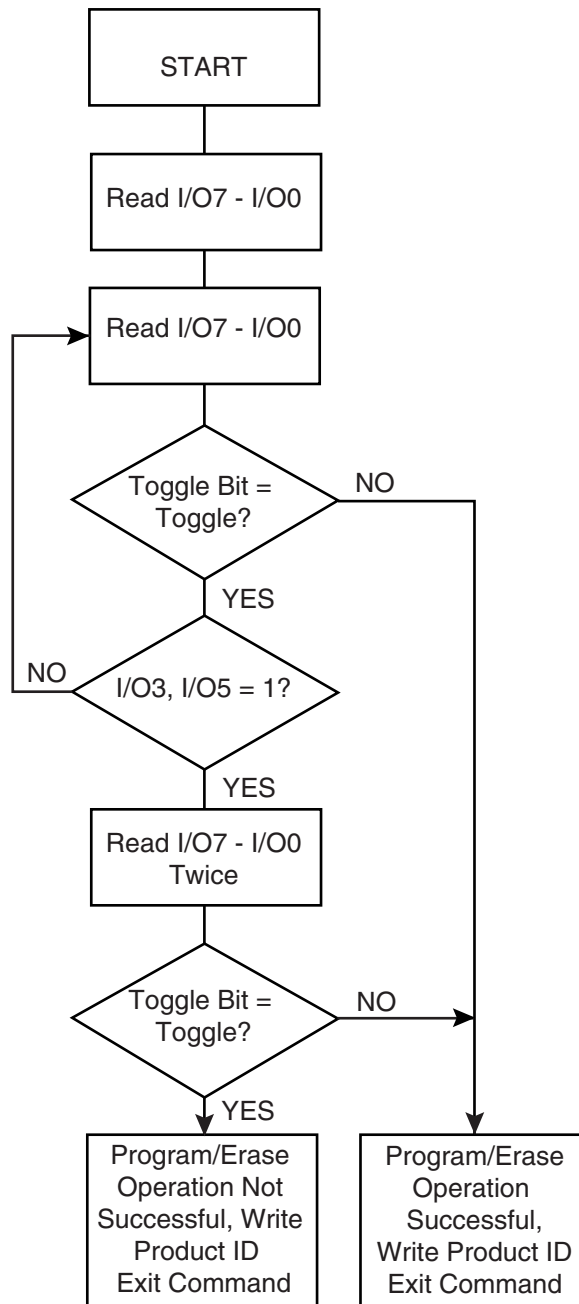 START
Read I/O7 - I/O0
Read I/O7 - I/O0
Toggle Bit =
Toggle?
NO
YES
NO
I/O3, I/O5 = 1?
YES
Read I/O7 - I/O0
Twice
Toggle Bit =
Toggle?
NO
YES
Program/Erase
Operation Not
Successful, Write
Product ID
Exit Command
Program/Erase
Operation
Successful,
Write Product ID
Exit Command